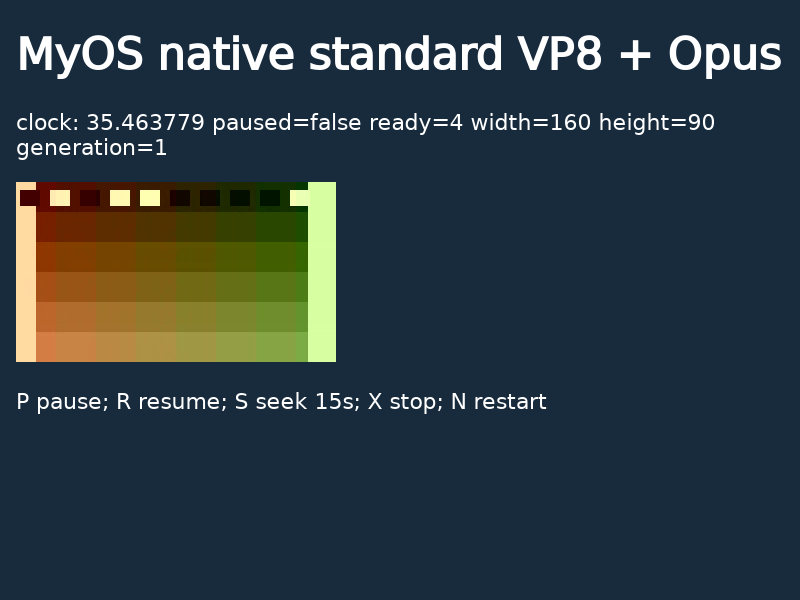 MyOS native standard VP8 + Opus
clock: 35.463779 paused=false ready=4 width=160 height=90
generation=1
P pause; R resume; S seek 15s; X stop; N restart